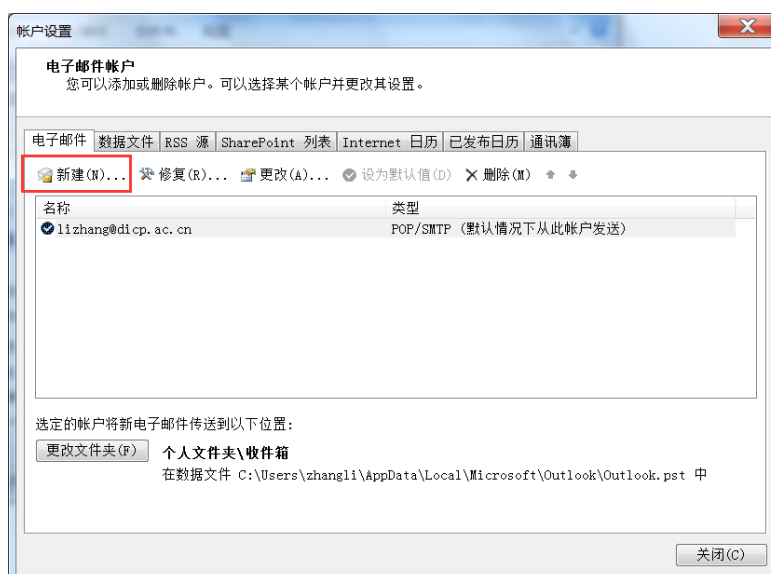 帐户设置
电子邮件帐户
您可以添加或删除帐户。可以选择某个帐户并更改其设置。
电子邮件 数据文件 RSS 源 SharePoint 列表 Internet 日历 已发布日历 通讯簿
新建(N)... 修复(R)... 更改(A)... 设为默认值(D) 删除(M)
名称 类型
lizhang@dicp.ac.cn POP/SMTP (默认情况下从此帐户发送)
选定的帐户将新电子邮件传送到以下位置:
更改文件夹(F) 个人文件夹\收件箱
在数据文件 C:\Users\zhangli\AppData\Local\Microsoft\Outlook\Outlook.pst 中
关闭(C)